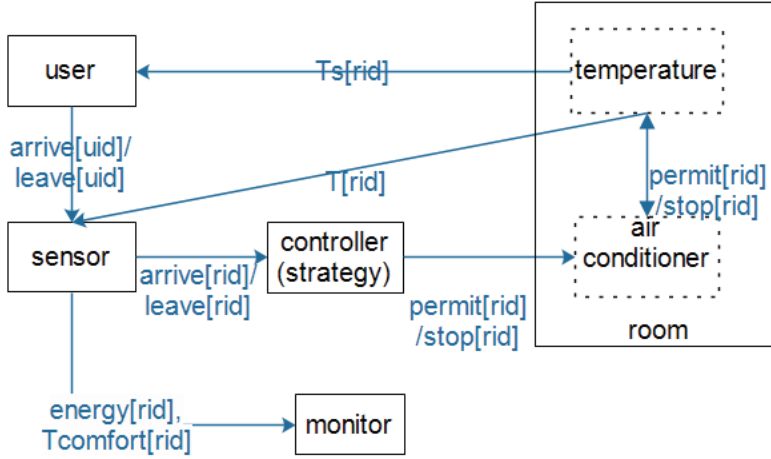 user
temperature
Ts[rid]
arrive[uid]/
leave[uid]
T[rid]
permit[rid]
/stop[rid]
sensor
controller
(strategy)
air
conditioner
arrive[rid]/
leave[rid]
permit[rid]
/stop[rid]
room
energy[rid],
Tcomfort[rid]
monitor